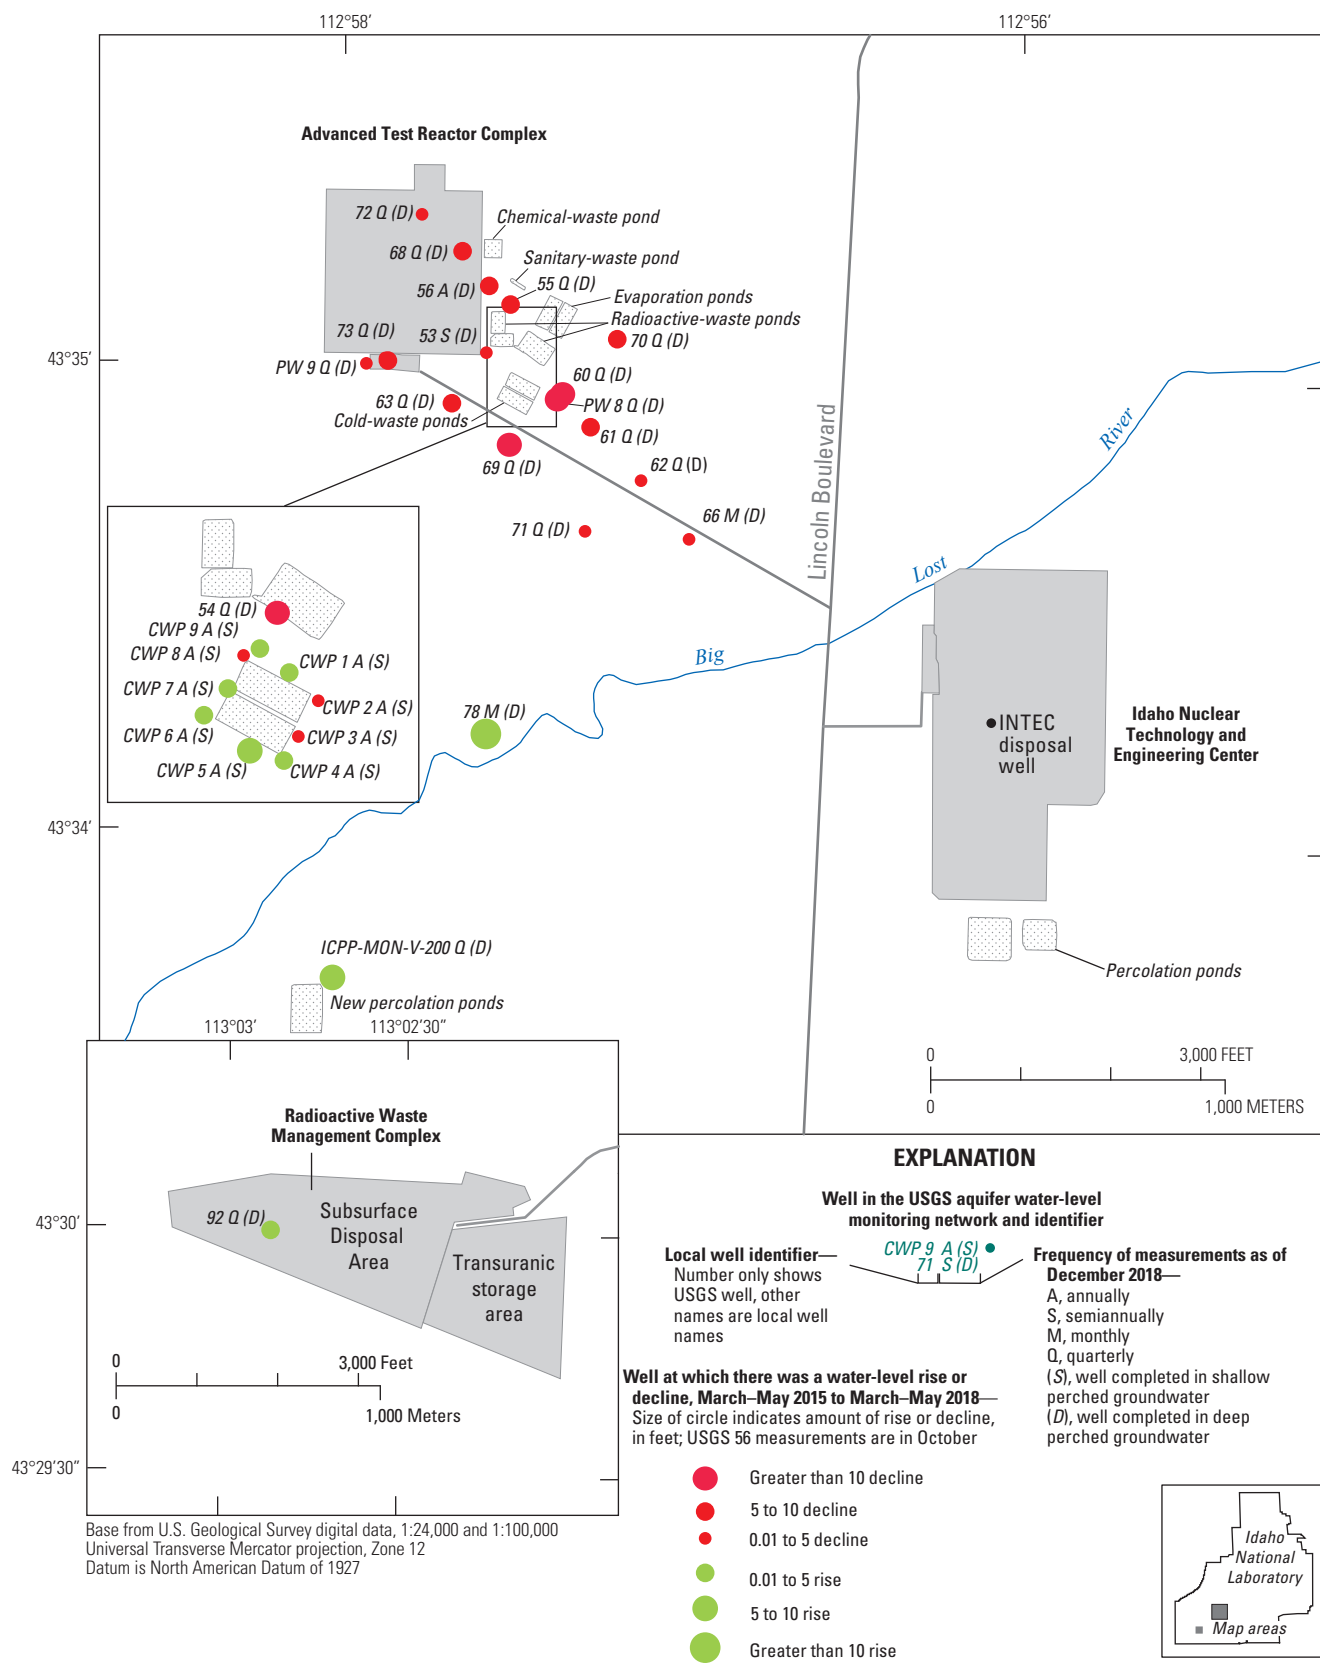 112°58′
112°56′
Advanced Test Reactor Complex
72 Q (D)
Chemical-waste pond
68 Q (D)
Sanitary-waste pond
56 A (D)
55 Q (D)
Evaporation ponds
Radioactive-waste ponds
73 Q (D)
53 S (D)
70 Q (D)
43°35′
PW 9 Q (D)
60 Q (D)
63 Q (D)
PW 8 Q (D)
Cold-waste ponds
61 Q (D)
69 Q (D)
62 Q (D)
66 M (D)
71 Q (D)
Lincoln Boulevard
River
Lost
Big
54 Q (D)
CWP 9 A (S)
CWP 8 A (S)
CWP 1 A (S)
CWP 7 A (S)
CWP 2 A (S)
CWP 6 A (S)
CWP 3 A (S)
CWP 5 A (S)
CWP 4 A (S)
78 M (D)
INTEC
disposal
well
Idaho Nuclear
Technology and
Engineering Center
43°34′
ICPP-MON-V-200 Q (D)
New percolation ponds
Percolation ponds
113°03′
113°02′30″
0
3,000 FEET
0
1,000 METERS
Radioactive Waste
Management Complex
43°30′
92 Q (D)
Subsurface
Disposal
Area
Transuranic
storage
area
0
3,000 Feet
0
1,000 Meters
43°29′30″
Base from U.S. Geological Survey digital data, 1:24,000 and 1:100,000
Universal Transverse Mercator projection, Zone 12
Datum is North American Datum of 1927
EXPLANATION
Well in the USGS aquifer water-level
monitoring network and identifier
CWP 9 A (S)
71 S (D)
Local well identifier—
Number only shows
USGS well, other
names are local well
names
Frequency of measurements as of
December 2018—
A, annually
S, semiannually
M, monthly
Q, quarterly
(S), well completed in shallow
perched groundwater
(D), well completed in deep
perched groundwater
Well at which there was a water-level rise or
decline, March–May 2015 to March–May 2018—
Size of circle indicates amount of rise or decline,
in feet; USGS 56 measurements are in October
Greater than 10 decline
5 to 10 decline
0.01 to 5 decline
0.01 to 5 rise
5 to 10 rise
Greater than 10 rise
Idaho
National
Laboratory
Map areas